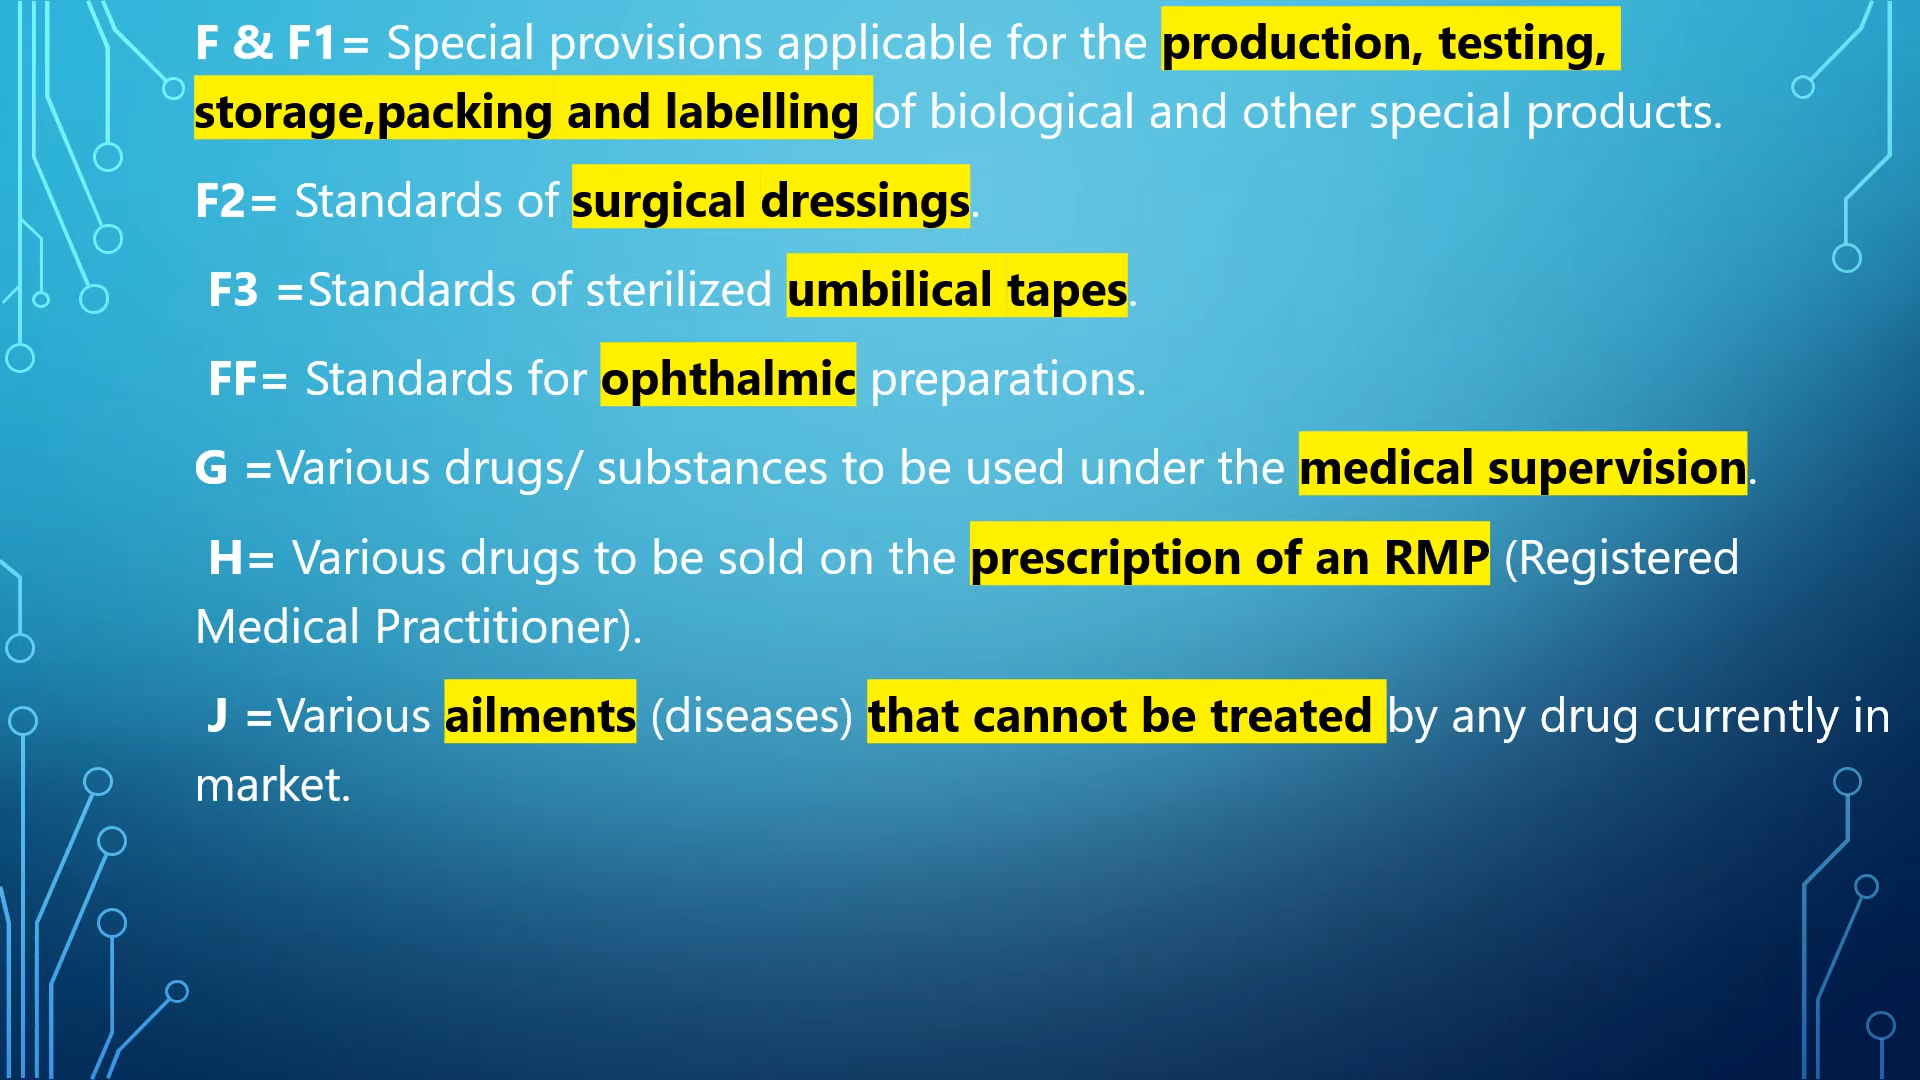 F & F1= Special provisions applicable for the production, testing,
storage,packing and labelling of biological and other special products.
F2= Standards of surgical dressings.
F3 =Standards of sterilized umbilical tapes.
FF= Standards for ophthalmic preparations.
G =Various drugs/ substances to be used under the medical supervision.
H= Various drugs to be sold on the prescription of an RMP (Registered
Medical Practitioner).
J =Various ailments (diseases) that cannot be treated by any drug currently in
market.